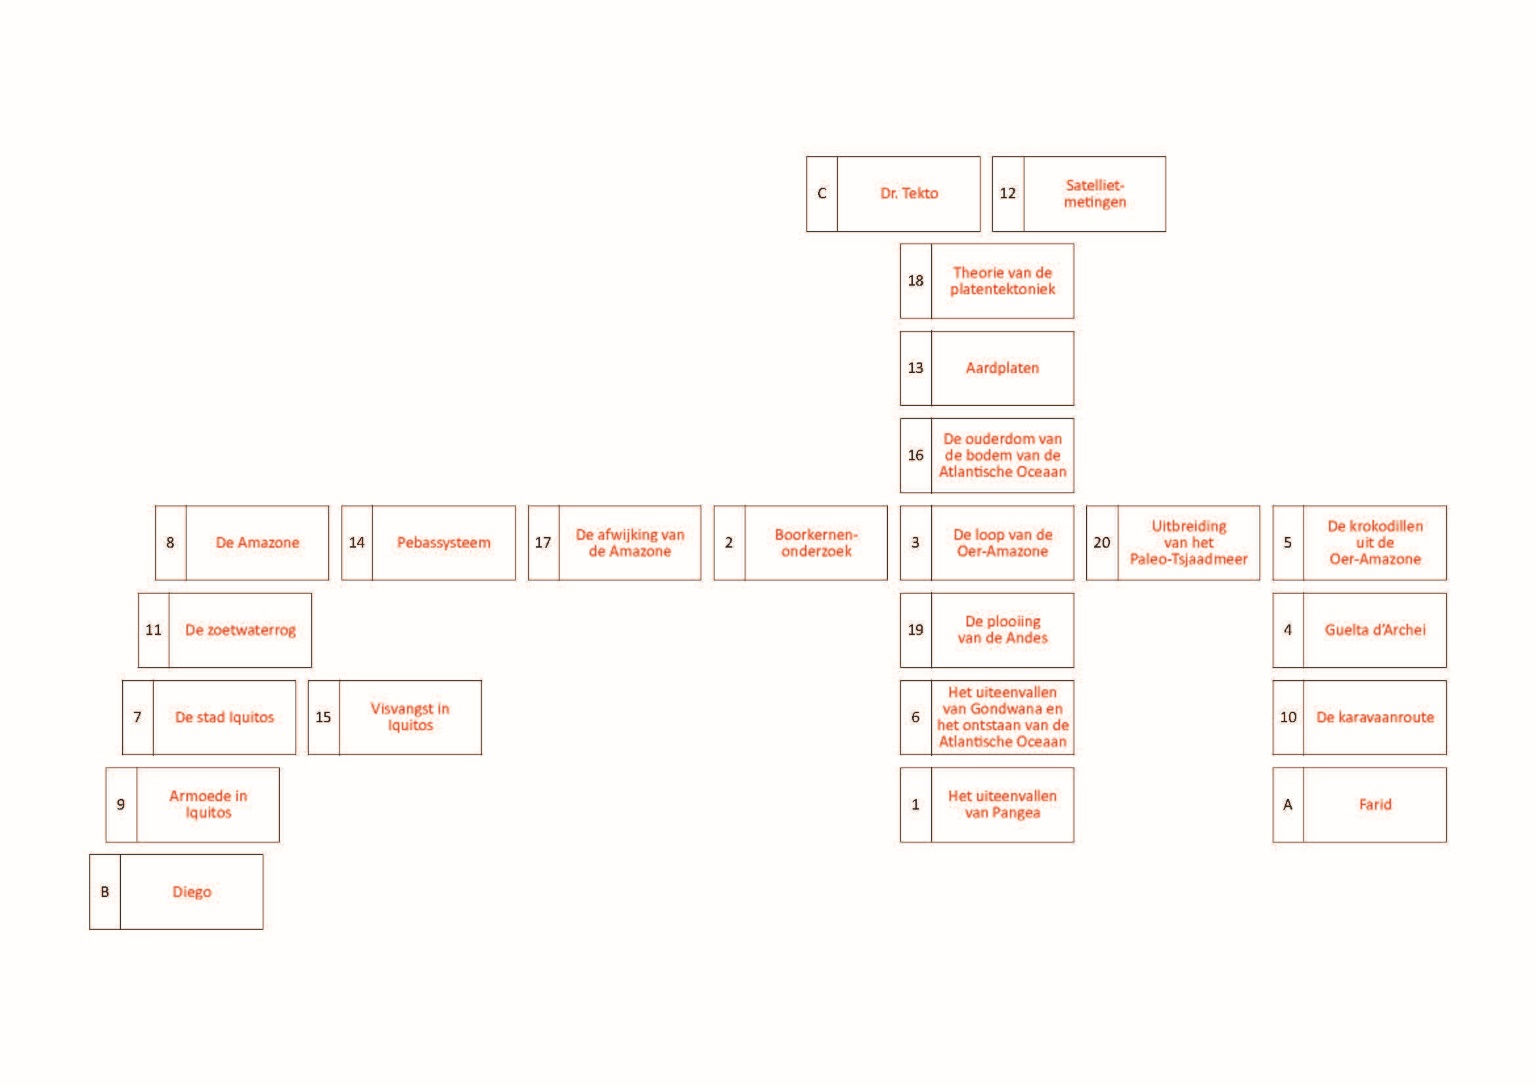 C
Dr. Tekto
12
Satelliet-
metingen
18
Theorie van de
platentektoniek
13
Aardplaten
16
De ouderdom van
de bodem van de
Atlantische Oceaan
8
De Amazone
14
Pebassysteem
17
De afwijking van
de Amazone
2
Boorkernen-
onderzoek
3
De loop van de
Oer-Amazone
20
Uitbreiding
van het
Paleo-Tsjaadmeer
5
De krokodillen
uit de
Oer-Amazone
11
De zoetwaterrog
19
De plooiing
van de Andes
4
Guelta d'Archei
7
De stad Iquitos
15
Visvangst in
Iquitos
6
Het uiteenvallen
van Gondwana en
het ontstaan van de
Atlantische Oceaan
10
De karavaanroute
9
Armoede in
Iquitos
1
Het uiteenvallen
van Pangea
A
Farid
B
Diego